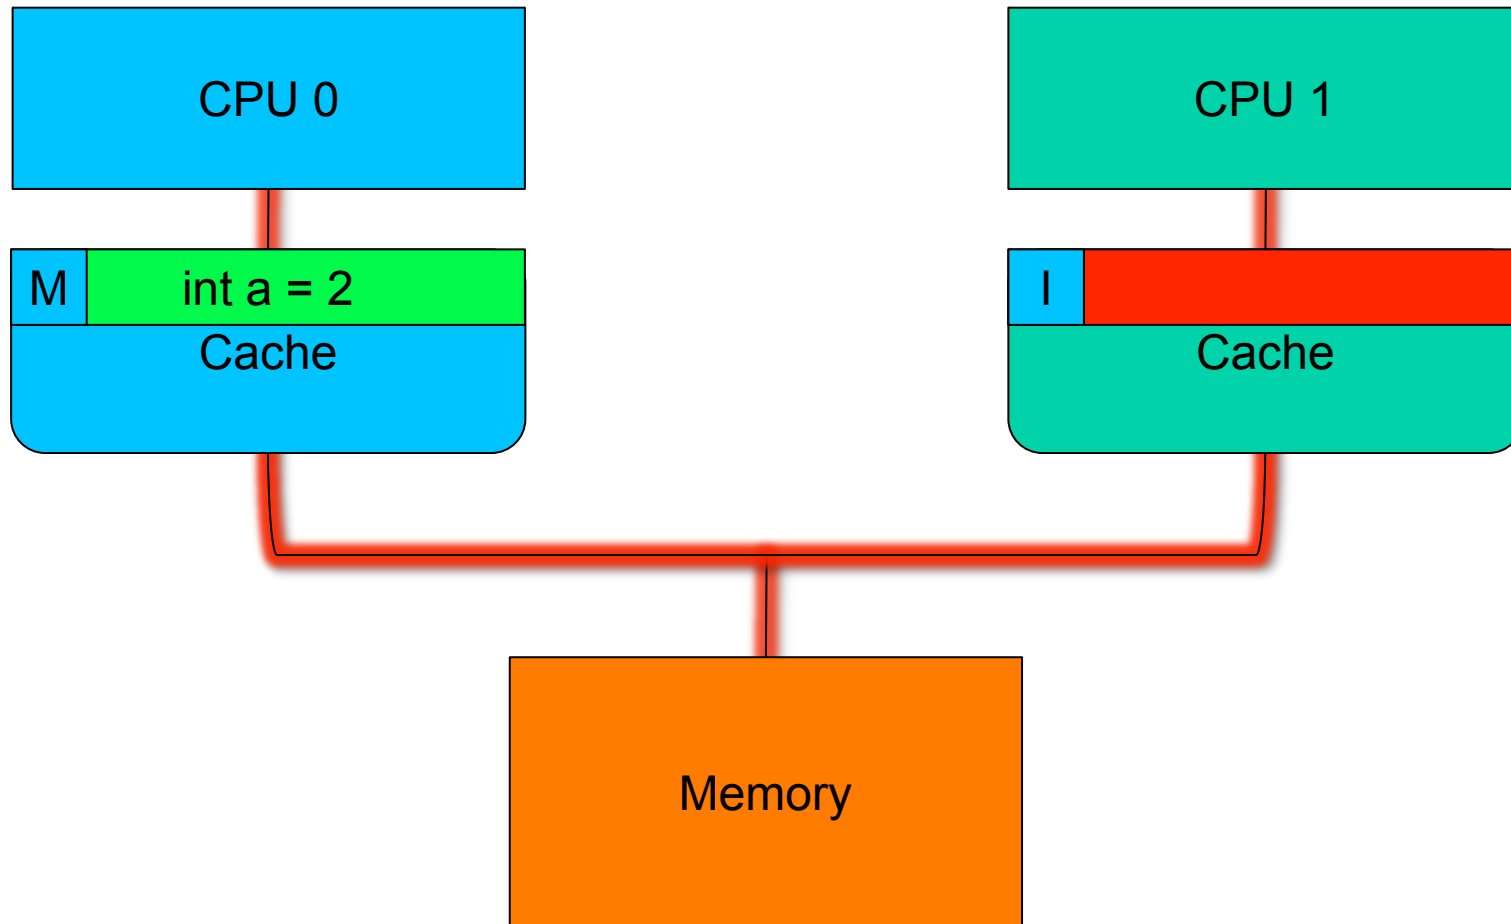 CPU 0
CPU 1
M int a = 2
I
Cache
Cache
Memory